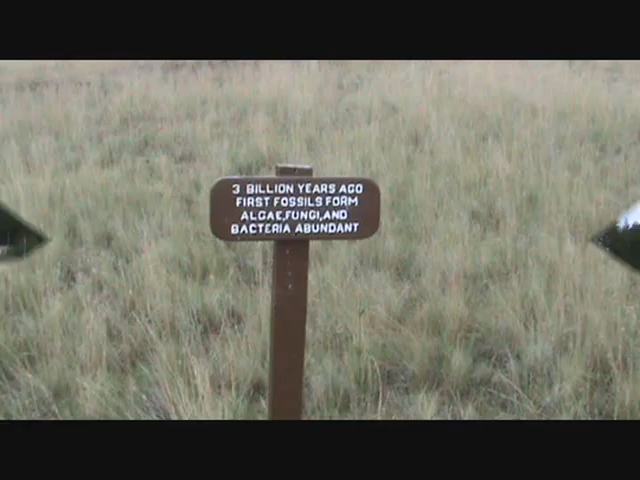 3 BILLION YEARS AGO
FIRST FOSSILS FORM
ALGAE,FUNGI,AND
BACTERIA ABUNDANT